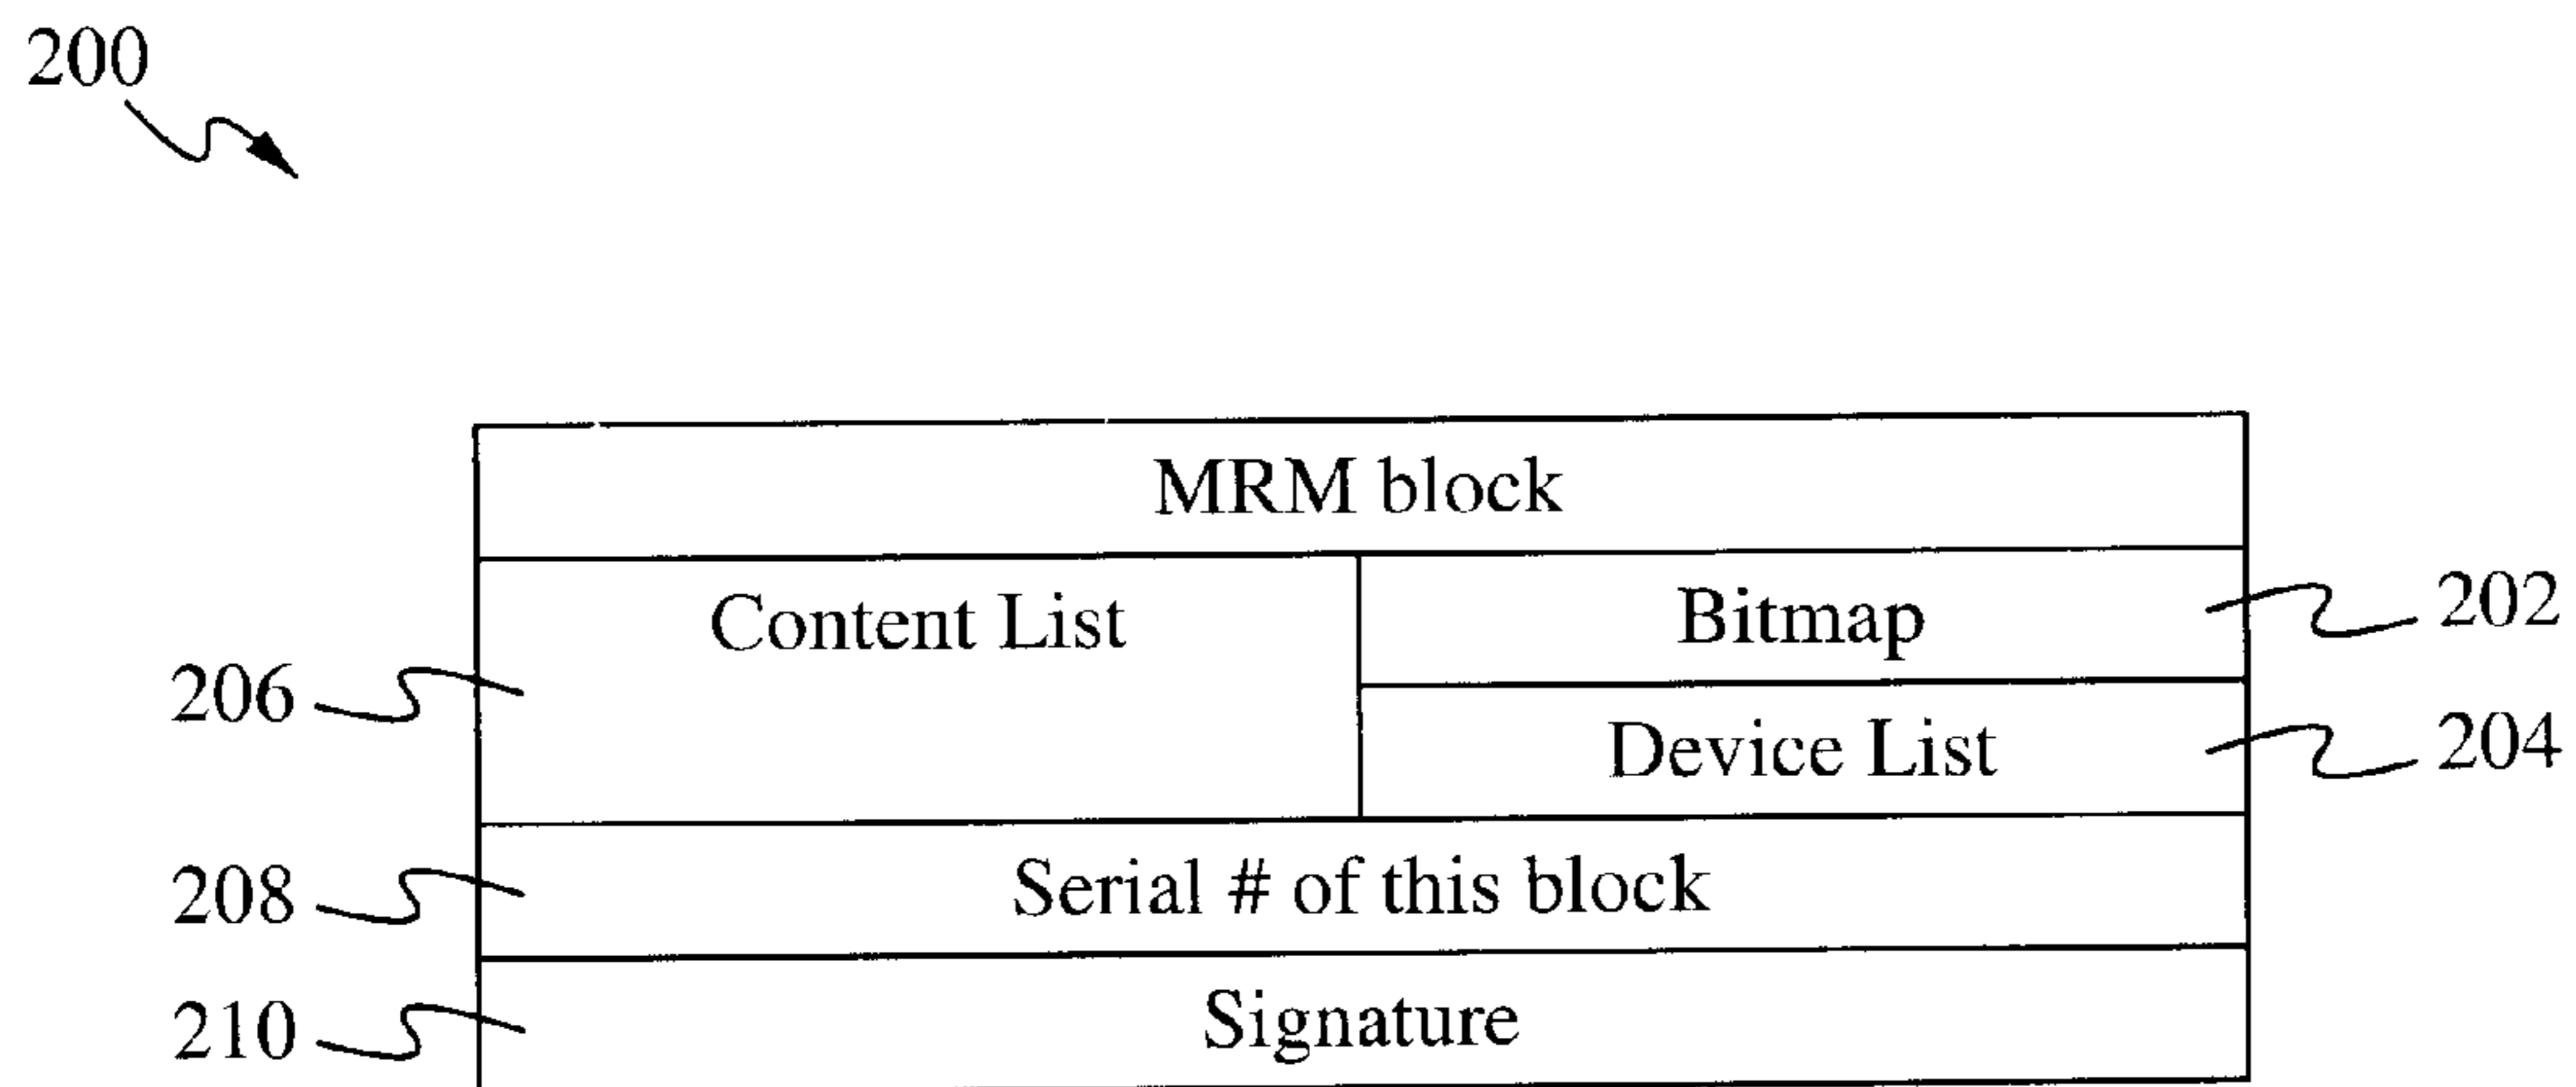 200
MRM block
Content List
Bitmap
202
206
Device List
204
208
Serial # of this block
210
Signature